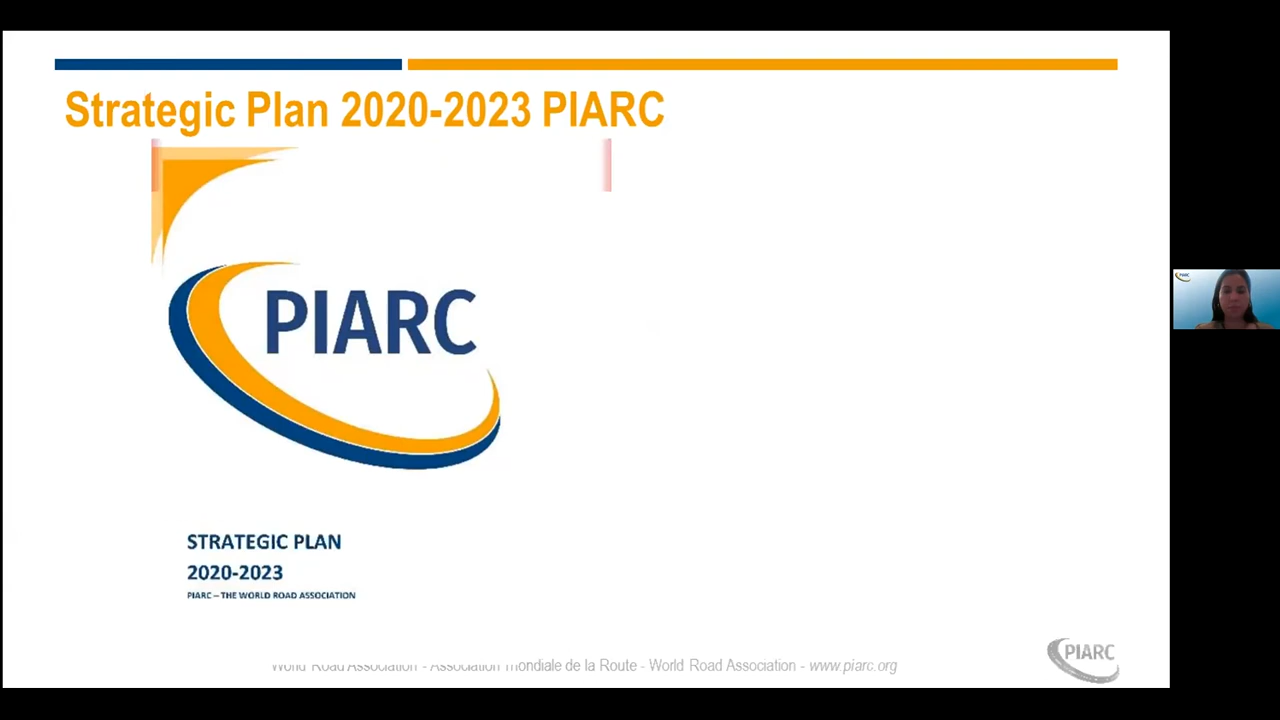 Strategic Plan 2020-2023 PIARC
PIARC
STRATEGIC PLAN
2020-2023
PIARC – THE WORLD ROAD ASSOCIATION
World Road Association - Association mondiale de la Route - World Road Association - www.piarc.org
PIARC
PIARC